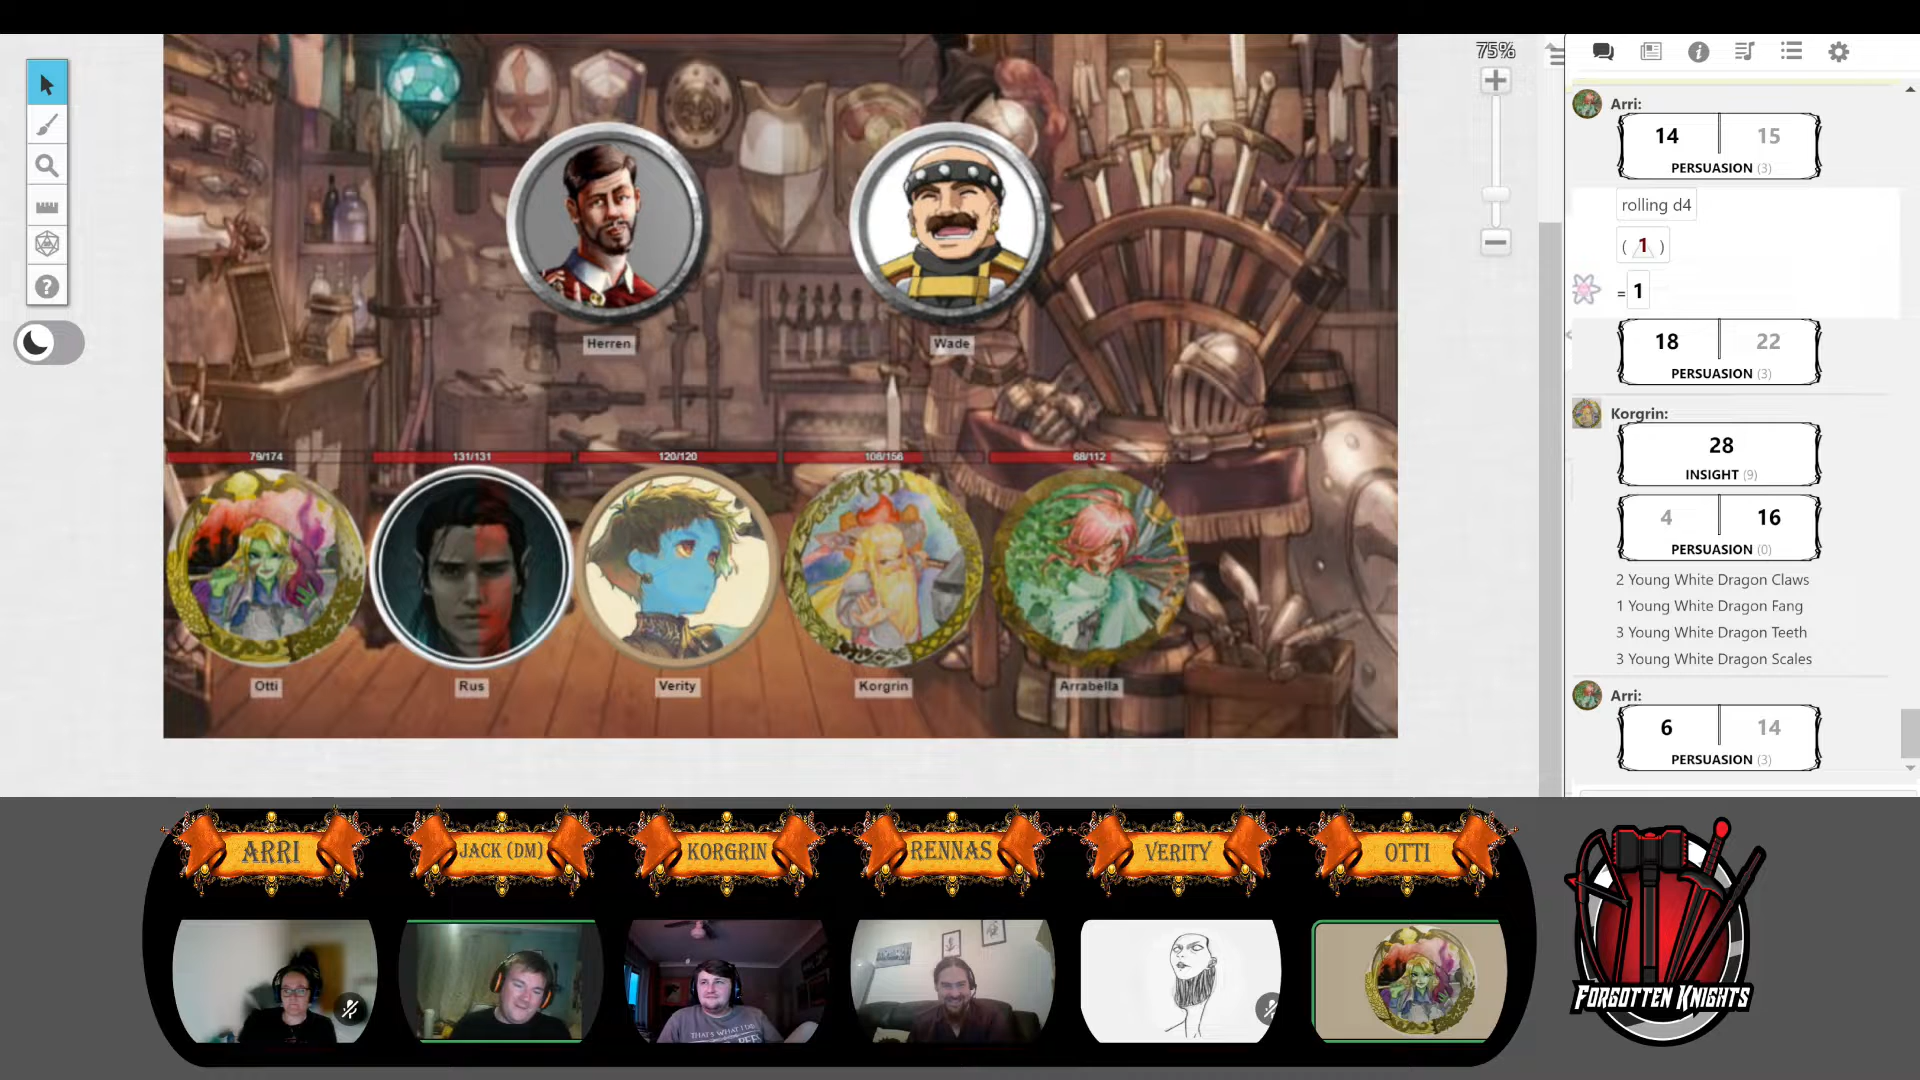 75%
Herren
Wade
79/174
131/131
120/120
106/156
68/112
Otti
Rus
Verity
Korgrin
Arrabella
Arri:
14 15
PERSUASION (3)
rolling d4
( 1 )
= 1
18 22
PERSUASION (3)
Korgrin:
28
INSIGHT (9)
4 16
PERSUASION (0)
2 Young White Dragon Claws
1 Young White Dragon Fang
3 Young White Dragon Teeth
3 Young White Dragon Scales
Arri:
6 14
PERSUASION (3)
ARRI
JACK (DM)
KORGRIN
RENNAS
VERITY
OTTI
THAT'S WHAT I DO
FORGOTTEN KNIGHTS